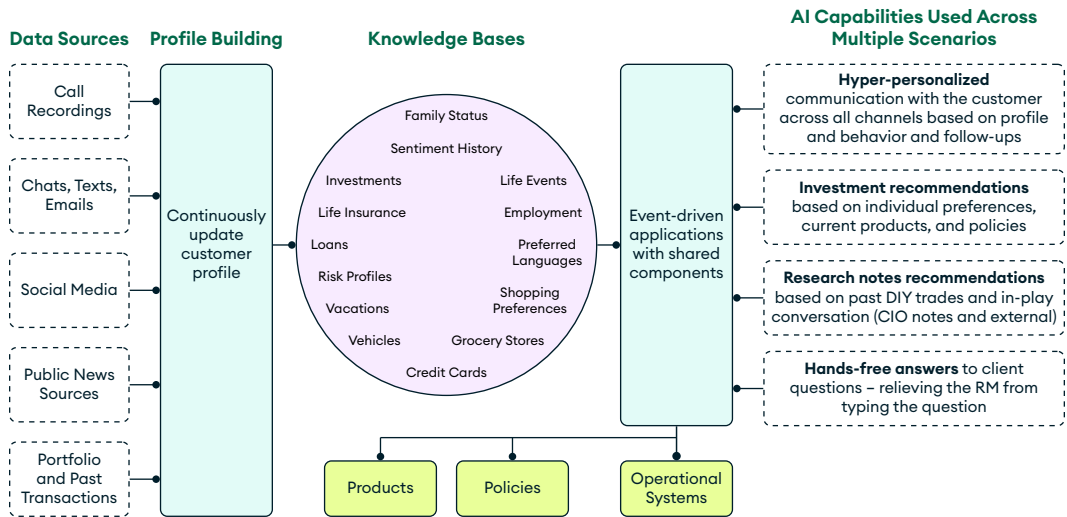 Data Sources
Profile Building
Knowledge Bases
AI Capabilities Used Across
Multiple Scenarios
Call
Recordings
Chats, Texts,
Emails
Social Media
Public News
Sources
Portfolio
and Past
Transactions
Continuously
update
customer
profile
Family Status
Sentiment History
Investments
Life Events
Life Insurance
Employment
Loans
Preferred
Languages
Risk Profiles
Shopping
Preferences
Vacations
Vehicles
Grocery Stores
Credit Cards
Event-driven
applications
with shared
components
Hyper-personalized
communication with the customer
across all channels based on profile
and behavior and follow-ups
Investment recommendations
based on individual preferences,
current products, and policies
Research notes recommendations
based on past DIY trades and in-play
conversation (CIO notes and external)
Hands-free answers to client
questions – relieving the RM from
typing the question
Products
Policies
Operational
Systems